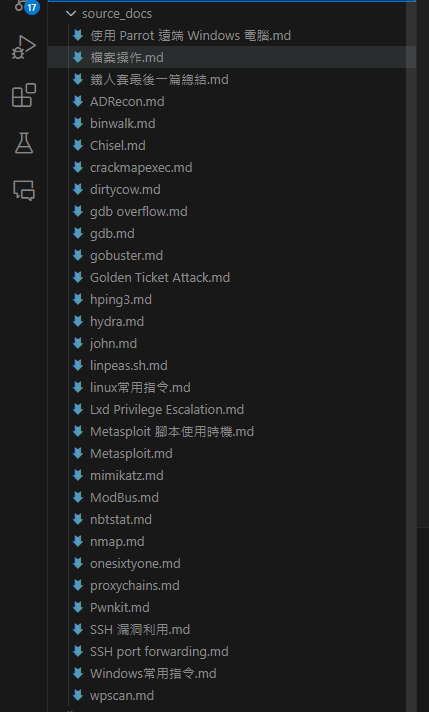 17
source_docs
使用 Parrot 遠端 Windows 電腦.md
檔案操作.md
鐵人賽最後一篇總結.md
ADRecon.md
binwalk.md
Chisel.md
crackmapexec.md
dirtycow.md
gdb overflow.md
gdb.md
gobuster.md
Golden Ticket Attack.md
hping3.md
hydra.md
john.md
linpeas.sh.md
linux常用指令.md
Lxd Privilege Escalation.md
Metasploit 腳本使用時機.md
Metasploit.md
mimikatz.md
ModBus.md
nbtstat.md
nmap.md
onesixtyone.md
proxychains.md
Pwnkit.md
SSH 漏洞利用.md
SSH port forwarding.md
Windows常用指令.md
wpscan.md